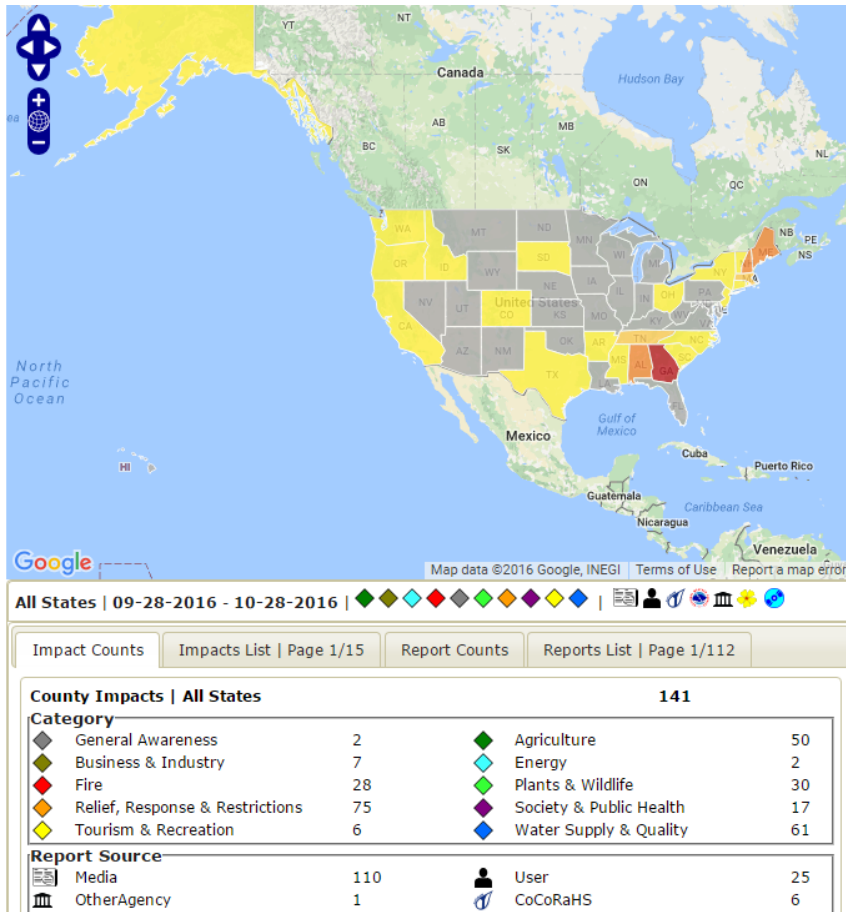 YT
NT
Canada
Hudson Bay
ea
AB
MB
BC
SK
NL
ON
QC
NB
PE
NS
WA
MT
ND
MN
ME
OR
ID
SD
WI
MI
NY
NH
MA
WY
IA
NE
IL
IN
OH
PA
NV
UT
CO
United States
KS
MO
KY
WV
VA
DE
CA
AZ
NM
OK
AR
TN
NC
TX
MS
AL
GA
SC
LA
FL
North
Pacific
Ocean
Gulf of
Mexico
Mexico
Cuba
Puerto Rico
HI
Guatemala
Caribbean Sea
Nicaragua
Venezuela
Google
Map data ©2016 Google, INEGI Terms of Use Report a map error
All States | 09-28-2016 - 10-28-2016 | |
Impact Counts Impacts List | Page 1/15 Report Counts Reports List | Page 1/112
County Impacts | All States 141
Category
General Awareness 2 Agriculture 50
Business & Industry 7 Energy 2
Fire 28 Plants & Wildlife 30
Relief, Response & Restrictions 75 Society & Public Health 17
Tourism & Recreation 6 Water Supply & Quality 61
Report Source
Media 110 User 25
OtherAgency 1 CoCoRaHS 6